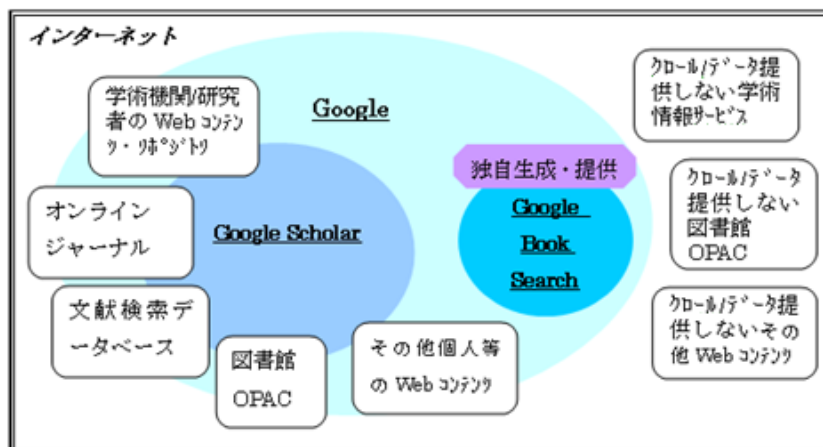 インターネット
学術機関/研究
者の Web ｺﾝﾃﾝ
ﾂ・ﾘﾎﾟｼﾞﾄﾘ
Google
ｸﾛｰﾙ/ﾃﾞｰﾀ提
供しない学術
情報ｻｰﾋﾞｽ
オンライン
ジャーナル
Google Scholar
独自生成・提供
Google
Book
Search
ｸﾛｰﾙ/ﾃﾞｰﾀ
提供しない
図書館
OPAC
文献検索デ
ータベース
図書館
OPAC
その他個人等
の Web ｺﾝﾃﾝﾂ
ｸﾛｰﾙ/ﾃﾞｰﾀ提
供しないその
他 Web ｺﾝﾃﾝﾂ